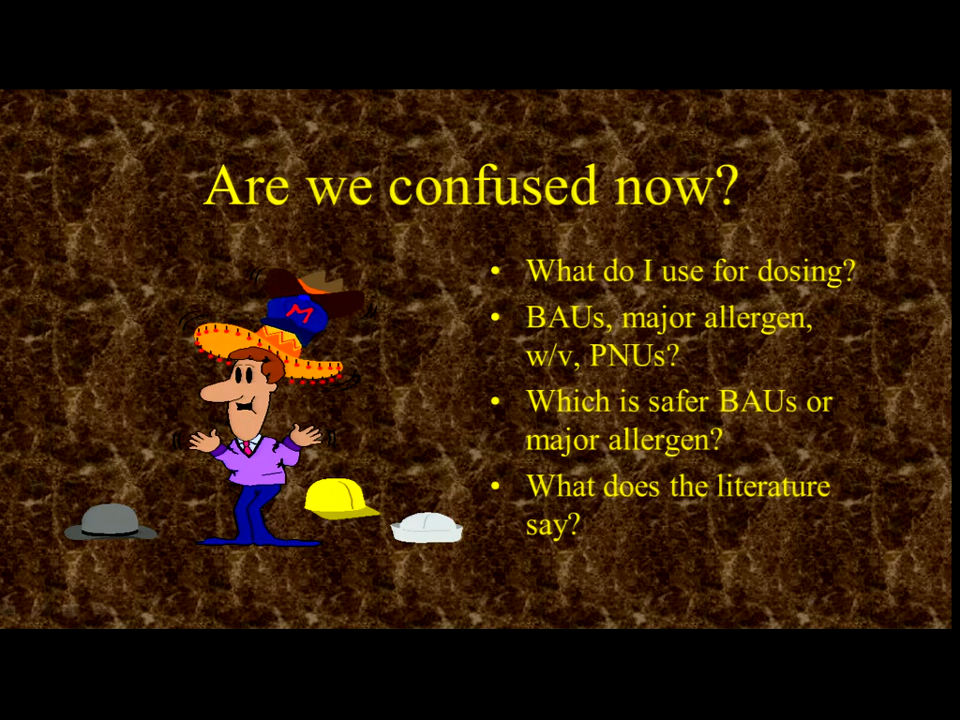 Are we confused now?
M
• What do I use for dosing?
• BAUs, major allergen,
w/v, PNUs?
• Which is safer BAUs or
major allergen?
• What does the literature
say?